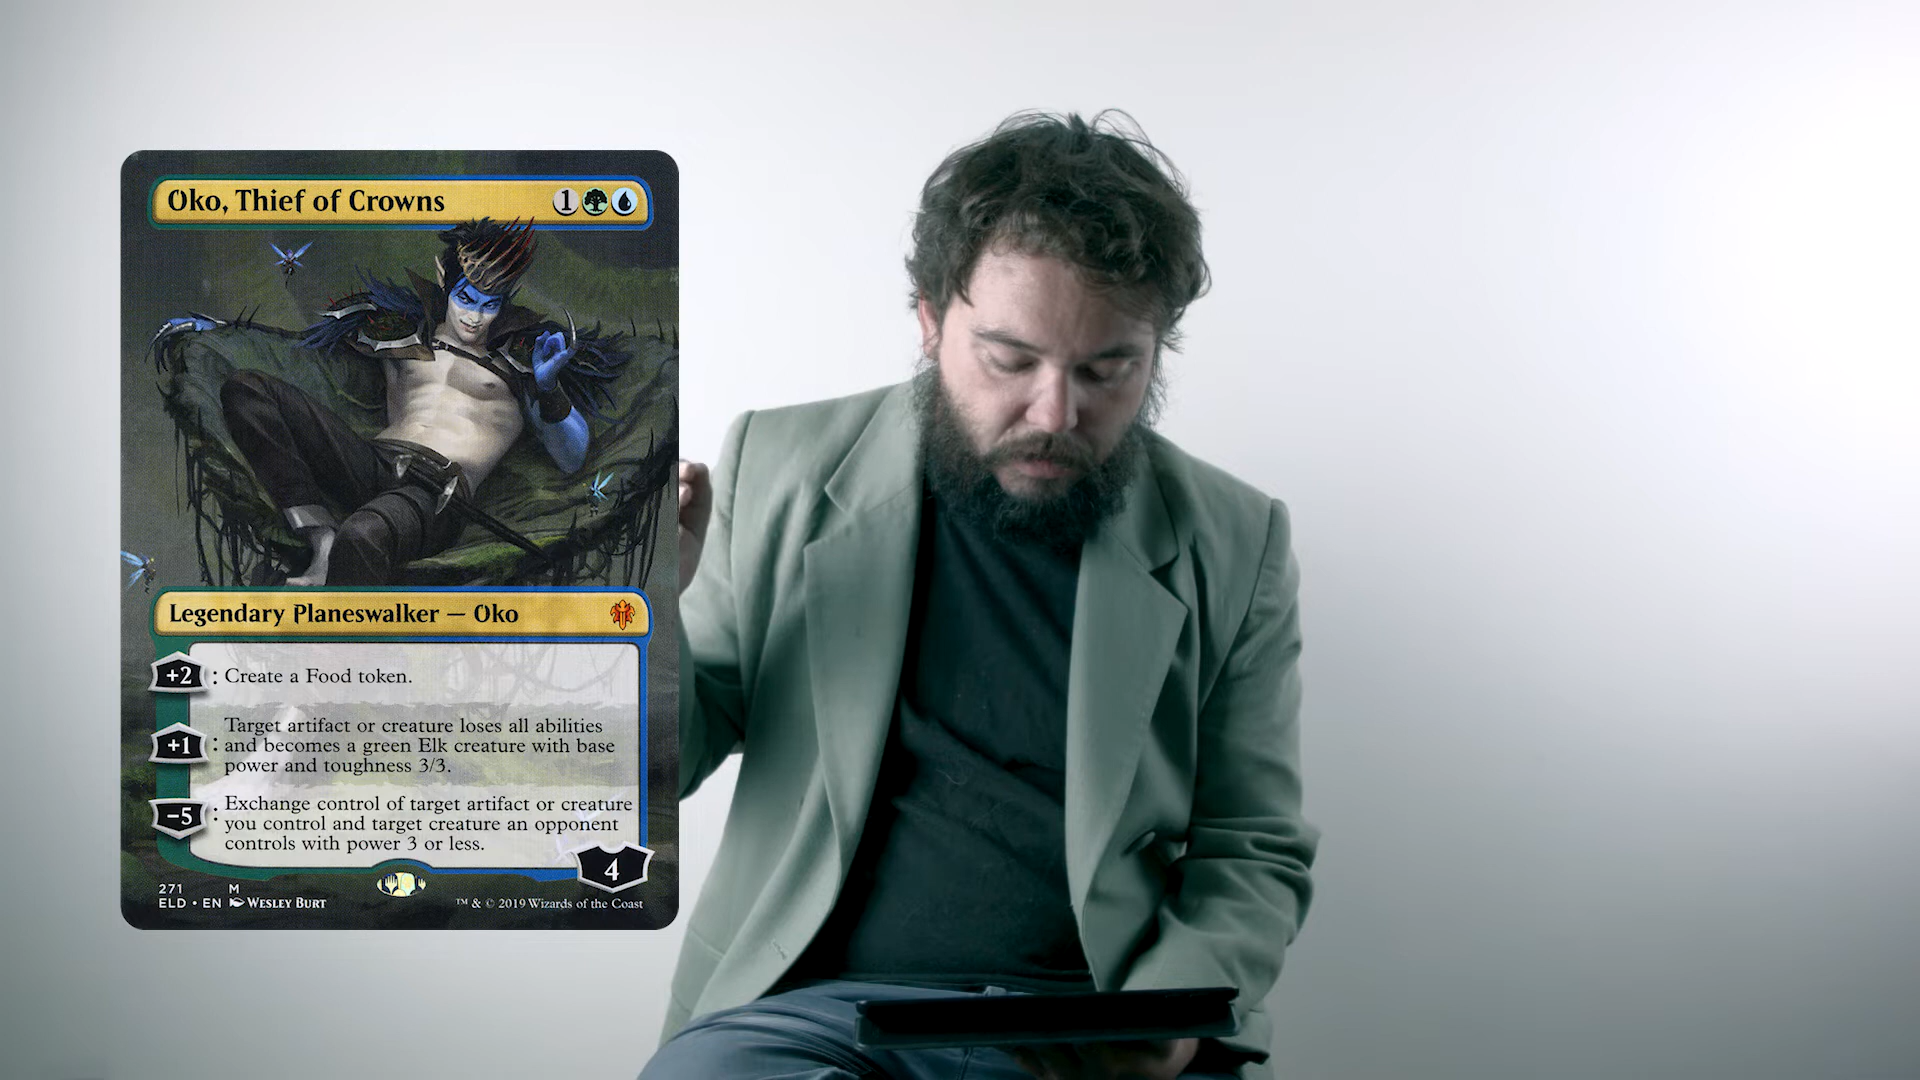 Oko, Thief of Crowns 1
Legendary Planeswalker — Oko
+2 : Create a Food token.
Target artifact or creature loses all abilities
+1 : and becomes a green Elk creature with base
power and toughness 3/3.
Exchange control of target artifact or creature
−5 : you control and target creature an opponent
controls with power 3 or less.
4
271 M
ELD • EN Wesley Burt ™ & © 2019 Wizards of the Coast